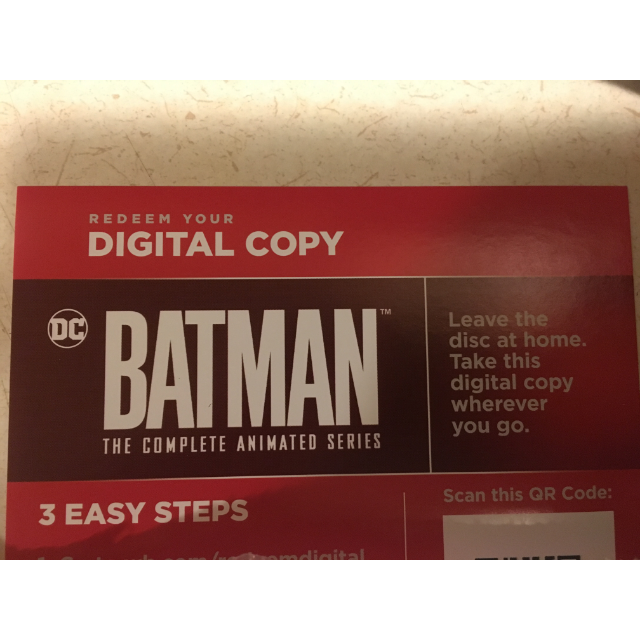 REDEEM YOUR
DIGITAL COPY
DC
BATMAN™
THE COMPLETE ANIMATED SERIES
Leave the
disc at home.
Take this
digital copy
wherever
you go.
3 EASY STEPS
Scan this QR Code: